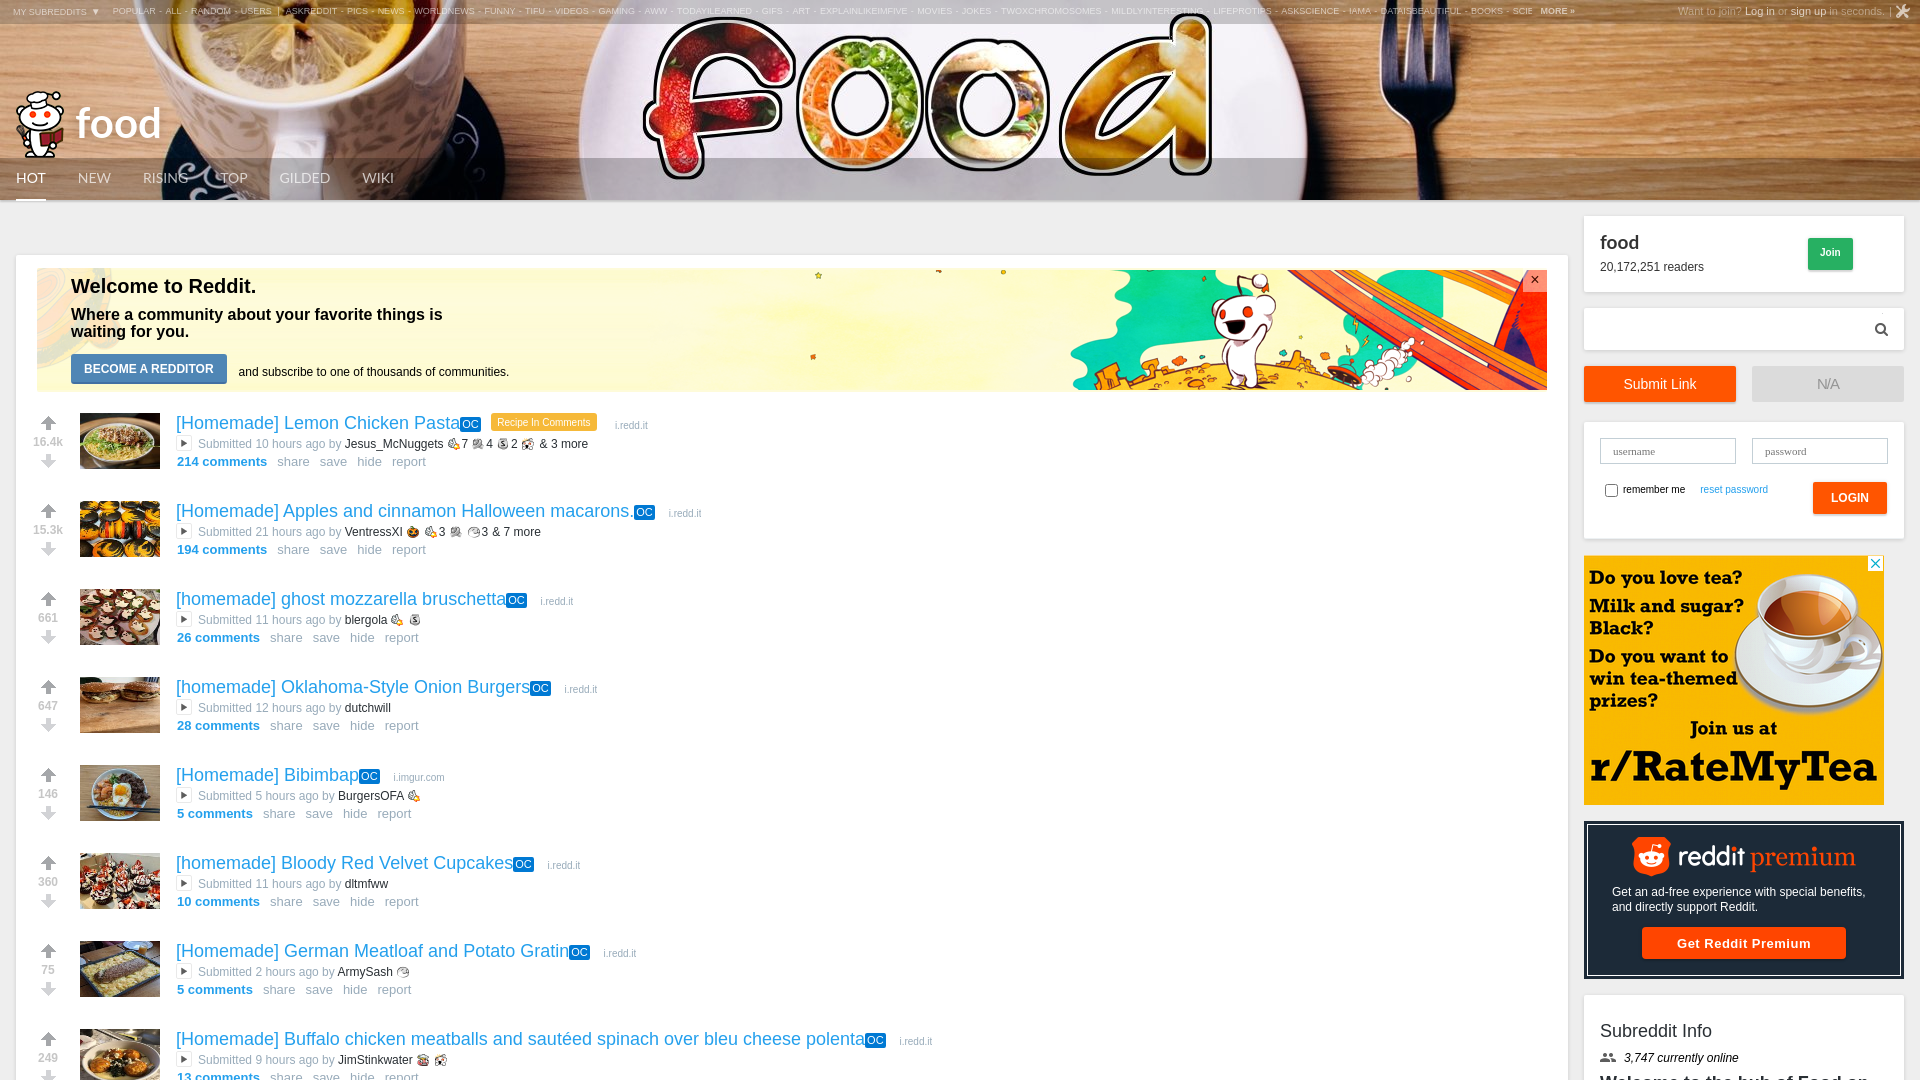 MY SUBREDDITS ▼ POPULAR - ALL - RANDOM - USERS | ASKREDDIT - PICS - NEWS - WORLDNEWS - FUNNY - TIFU - VIDEOS - GAMING - AWW - TODAYILEARNED - GIFS - ART - EXPLAINLIKEIMFIVE - MOVIES - JOKES - TWOXCHROMOSOMES - MILDLYINTERESTING - LIFEPROTIPS - ASKSCIENCE - IAMA - DATAISBEAUTIFUL - BOOKS - SCIE MORE »
Want to join? Log in or sign up in seconds. |
food
food
HOT NEW RISING TOP GILDED WIKI
Welcome to Reddit.
Where a community about your favorite things is
waiting for you.
BECOME A REDDITOR and subscribe to one of thousands of communities.
×
16.4k
[Homemade] Lemon Chicken Pasta OC Recipe In Comments i.redd.it
Submitted 10 hours ago by Jesus_McNuggets 7 4 2 & 3 more
214 comments share save hide report
15.3k
[Homemade] Apples and cinnamon Halloween macarons. OC i.redd.it
Submitted 21 hours ago by VentressXI 3 3 & 7 more
194 comments share save hide report
661
[homemade] ghost mozzarella bruschetta OC i.redd.it
Submitted 11 hours ago by blergola
26 comments share save hide report
647
[homemade] Oklahoma-Style Onion Burgers OC i.redd.it
Submitted 12 hours ago by dutchwill
28 comments share save hide report
146
[Homemade] Bibimbap OC i.imgur.com
Submitted 5 hours ago by BurgersOFA
5 comments share save hide report
360
[homemade] Bloody Red Velvet Cupcakes OC i.redd.it
Submitted 11 hours ago by dltmfww
10 comments share save hide report
75
[Homemade] German Meatloaf and Potato Gratin OC i.redd.it
Submitted 2 hours ago by ArmySash
5 comments share save hide report
249
[Homemade] Buffalo chicken meatballs and sautéed spinach over bleu cheese polenta OC i.redd.it
Submitted 9 hours ago by JimStinkwater
13 comments share save hide report
food
20,172,251 readers
Join
Submit Link N/A
username password
remember me reset password LOGIN
Do you love tea?
Milk and sugar?
Black?
Do you want to
win tea-themed
prizes?
Join us at
r/RateMyTea
reddit premium
Get an ad-free experience with special benefits,
and directly support Reddit.
Get Reddit Premium
Subreddit Info
3,747 currently online
Welcome to the hub of Food on